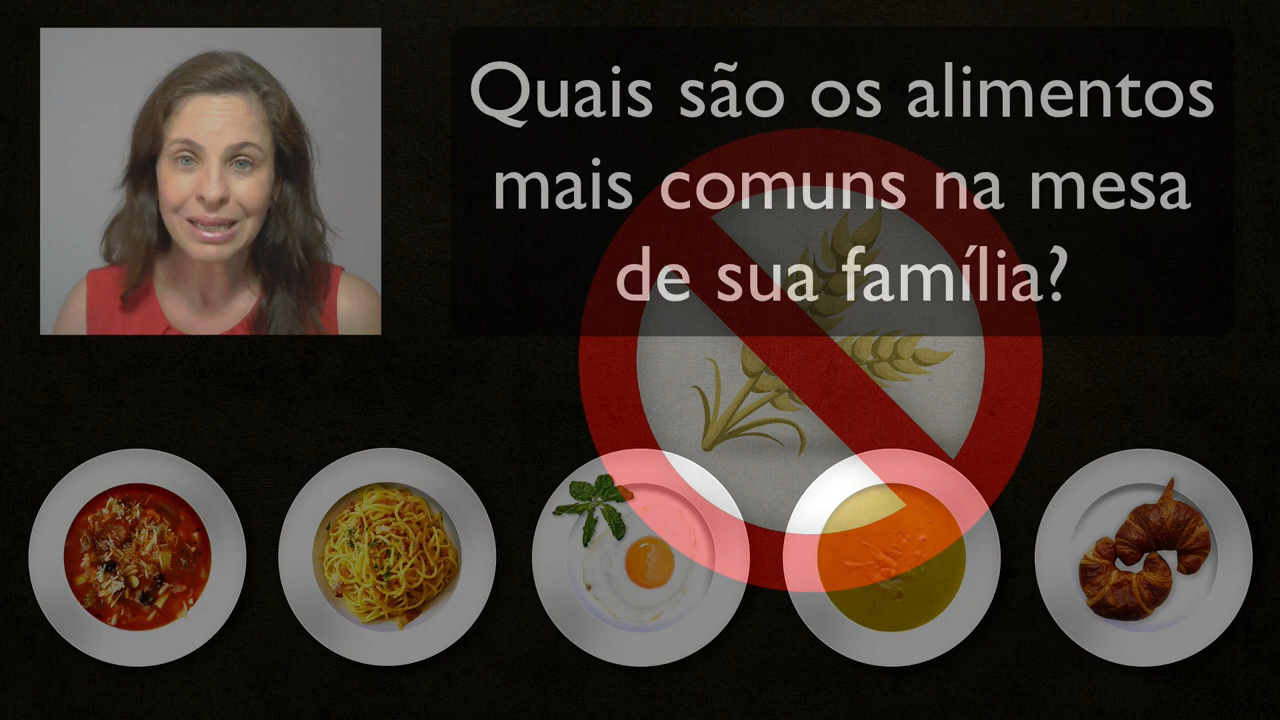 Quais são os alimentos
mais comuns na mesa
de sua família?